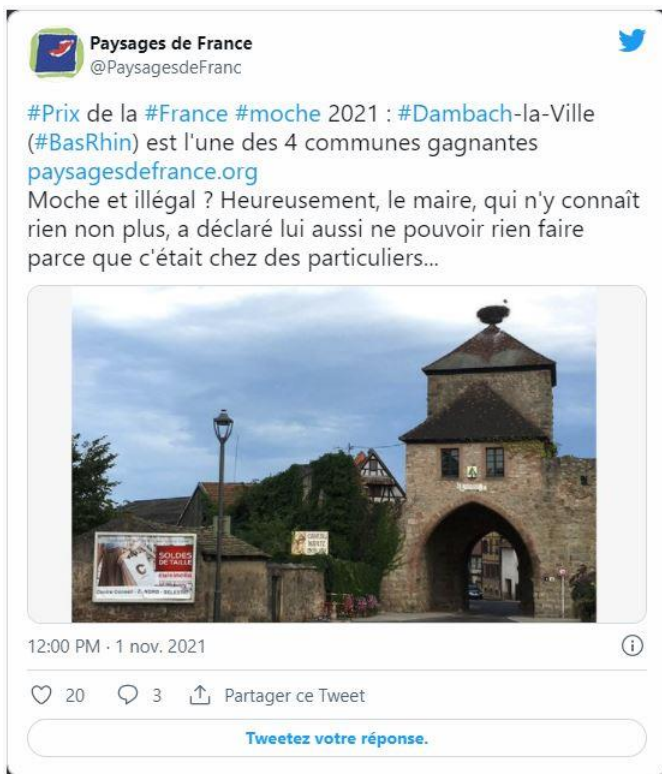 Paysages de France
@PaysagesdeFranc
#Prix de la #France #moche 2021 : #Dambach-la-Ville
(#BasRhin) est l'une des 4 communes gagnantes
paysagesdefrance.org
Moche et illégal ? Heureusement, le maire, qui n'y connaît
rien non plus, a déclaré lui aussi ne pouvoir rien faire
parce que c'était chez des particuliers...
SOLDES
DE TAILLE
12:00 PM · 1 nov. 2021
20
3
Partager ce Tweet
Tweetez votre réponse.